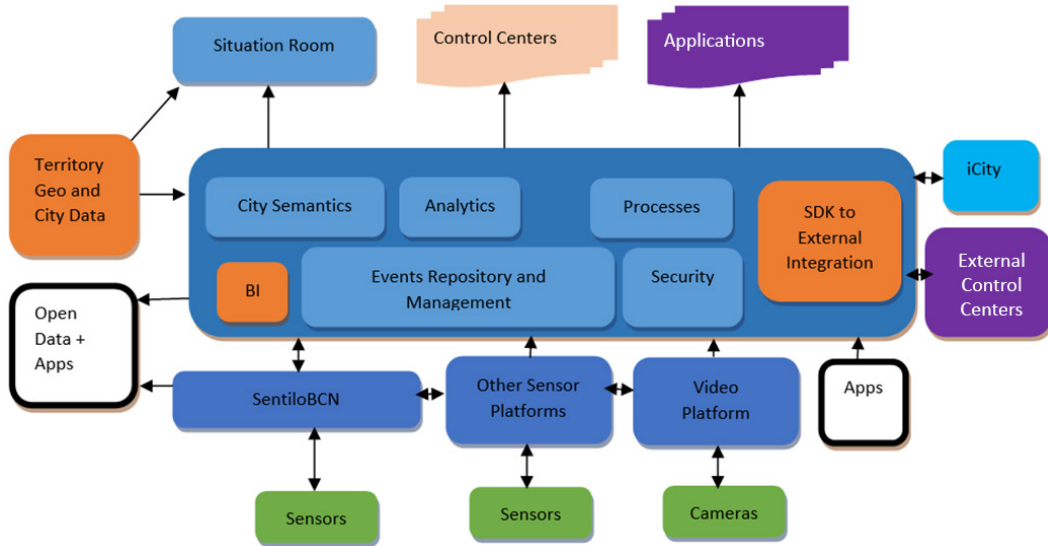 Situation Room
Control Centers
Applications
Territory
Geo and
City Data
iCity
City Semantics
Analytics
Processes
SDK to
External
Integration
BI
Events Repository and
Management
Security
External
Control
Centers
Open
Data +
Apps
SentiloBCN
Other Sensor
Platforms
Video
Platform
Apps
Sensors
Sensors
Cameras